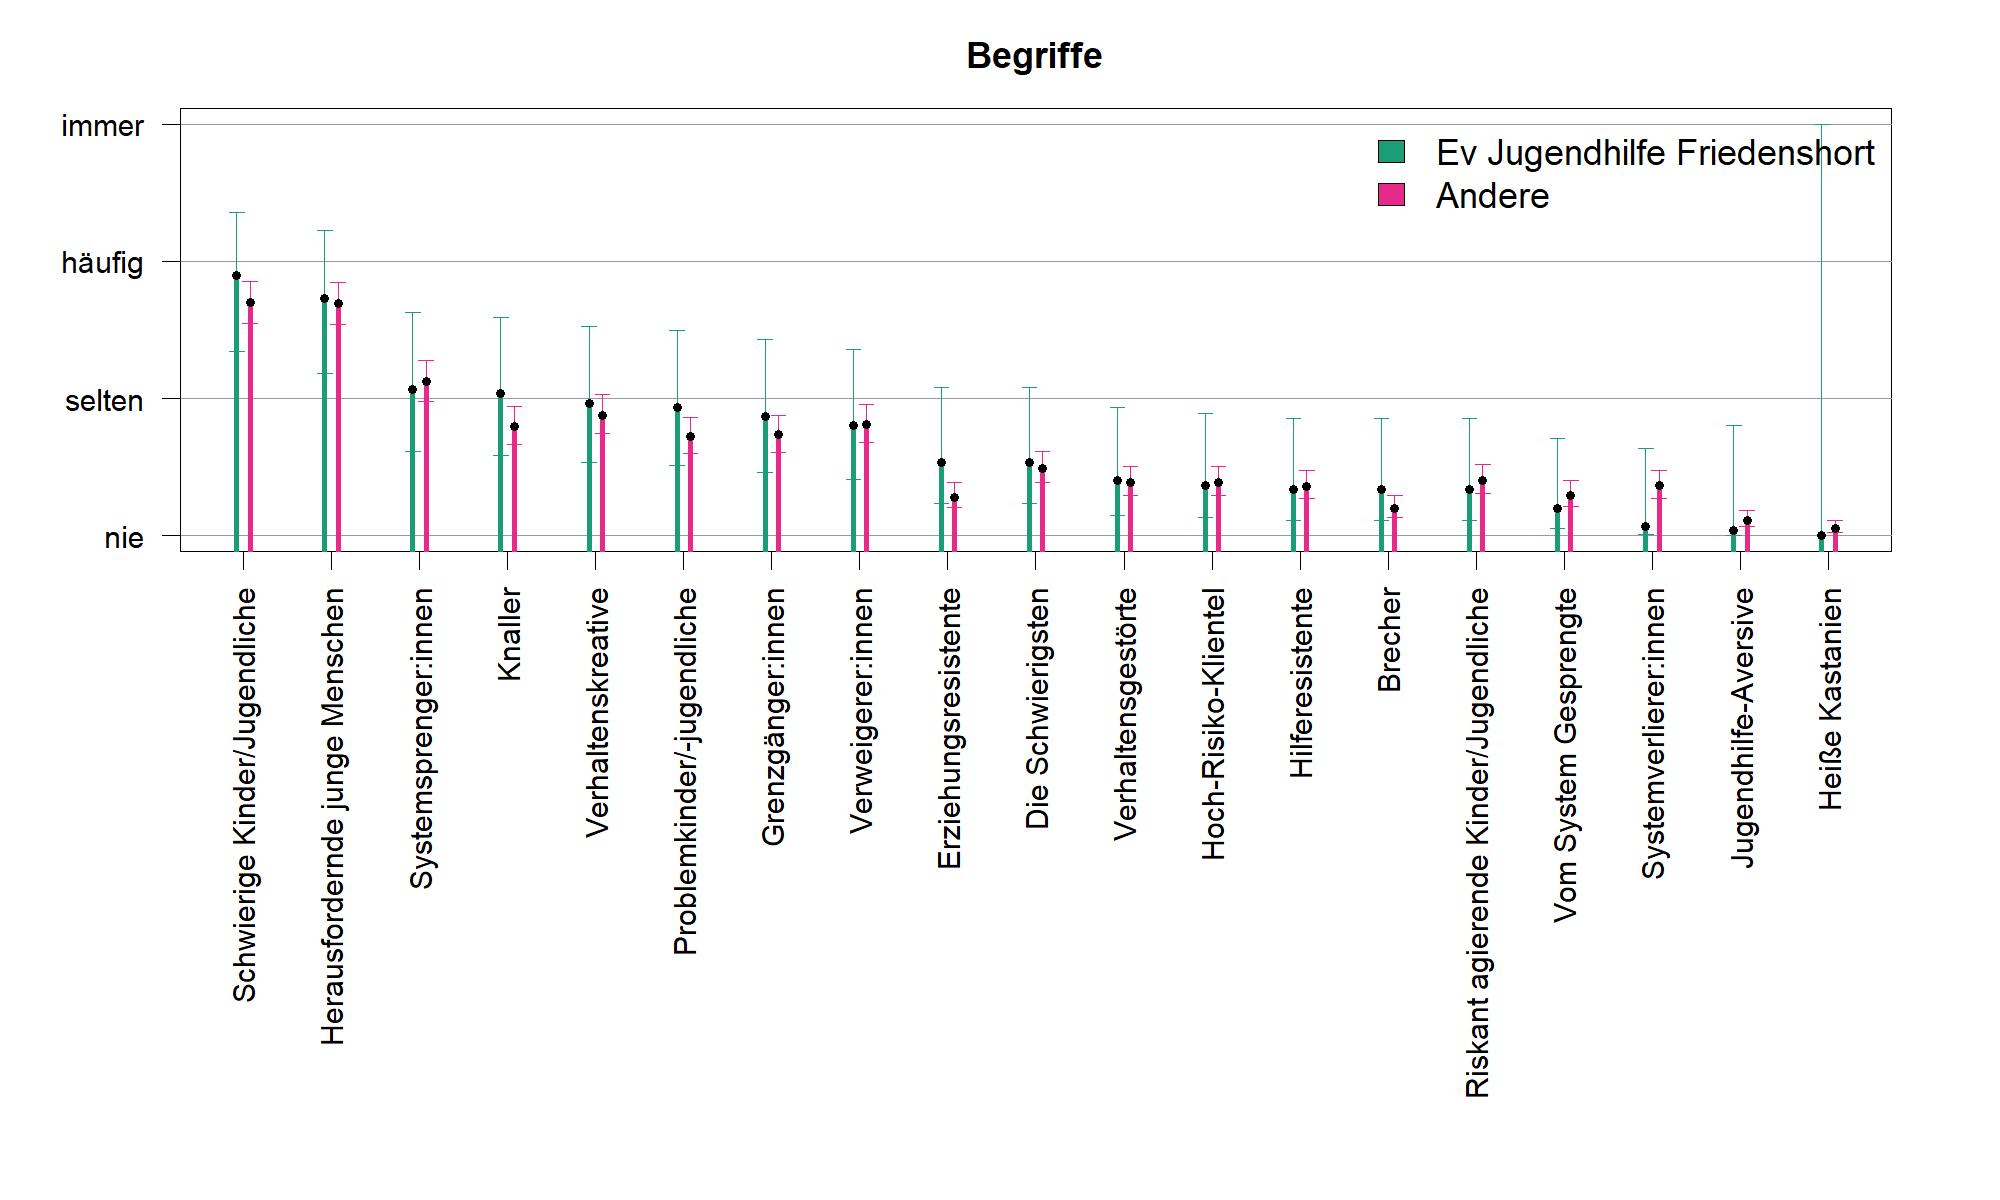 Begriffe
immer
häufig
selten
nie
Ev Jugendhilfe Friedenshort
Andere
Schwierige Kinder/Jugendliche
Herausfordernde junge Menschen
Systemsprenger:innen
Knaller
Verhaltenskreative
Problemkinder/-jugendliche
Grenzgänger:innen
Verweigerer:innen
Erziehungsresistente
Die Schwierigsten
Verhaltensgestörte
Hoch-Risiko-Klientel
Hilferesistente
Brecher
Riskant agierende Kinder/Jugendliche
Vom System Gesprengte
Systemverlierer:innen
Jugendhilfe-Aversive
Heiße Kastanien